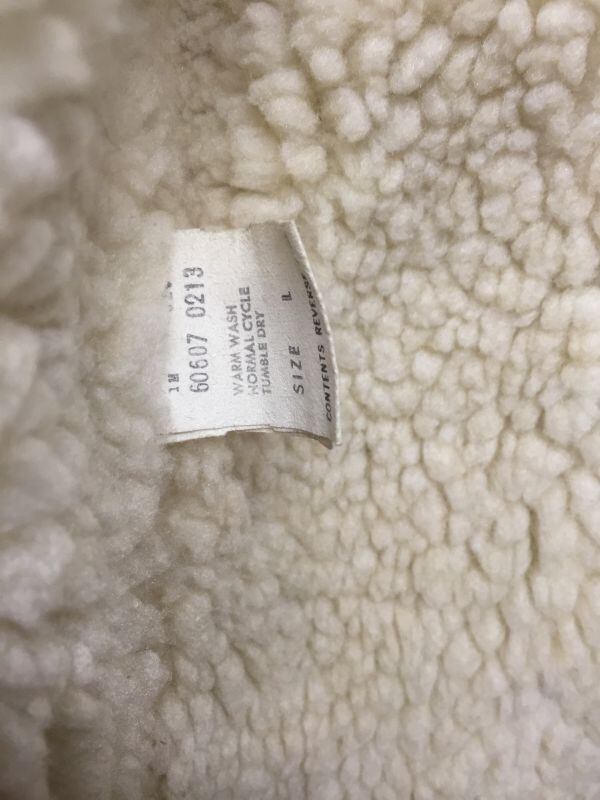 1M
60607 0213
WARM WASH
NORMAL CYCLE
TUMBLE DRY
SIZE L
CONTENTS REVERSE